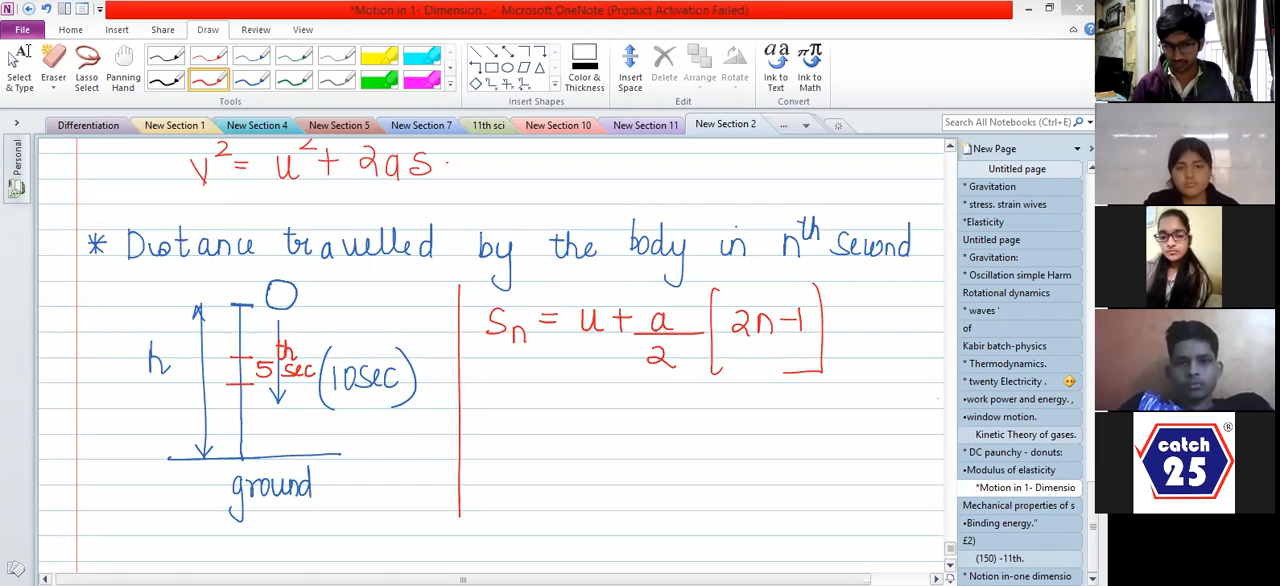 *Motion in 1- Dimension : - - Microsoft OneNote (Product Activation Failed)
File Home Insert Share Draw Review View
Select & Type
Eraser
Lasso Select
Panning Hand
Color & Thickness
Insert Space
Delete
Arrange
Rotate
Ink to Text
Ink to Math
Tools Insert Shapes Edit Convert
Differentiation New Section 1 New Section 4 New Section 5 New Section 7 11th sci New Section 10 New Section 11 New Section 2 ...
Search All Notebooks (Ctrl+E)
Personal
v² = u² + 2as.
* Distance travelled by the body in nth second
h
5th sec
(10sec)
ground
Sn = u + a/2 [2n-1]
New Page
Untitled page
* Gravitation
* stress. strain wives
*Elasticity
Untitled page
* Gravitation:
* Oscillation simple Harm
Rotational dynamics
* waves '
of
Kabir batch-physics
* Thermodynamics.
* twenty Electricity .
•work power and energy. ,
•window motion.
Kinetic Theory of gases.
* DC paunchy - donuts:
•Modulus of elasticity
*Motion in 1- Dimensio
Mechanical properties of s
•Binding energy."
£2)
(150) -11th.
* Notion in-one dimensio
catch
25
®